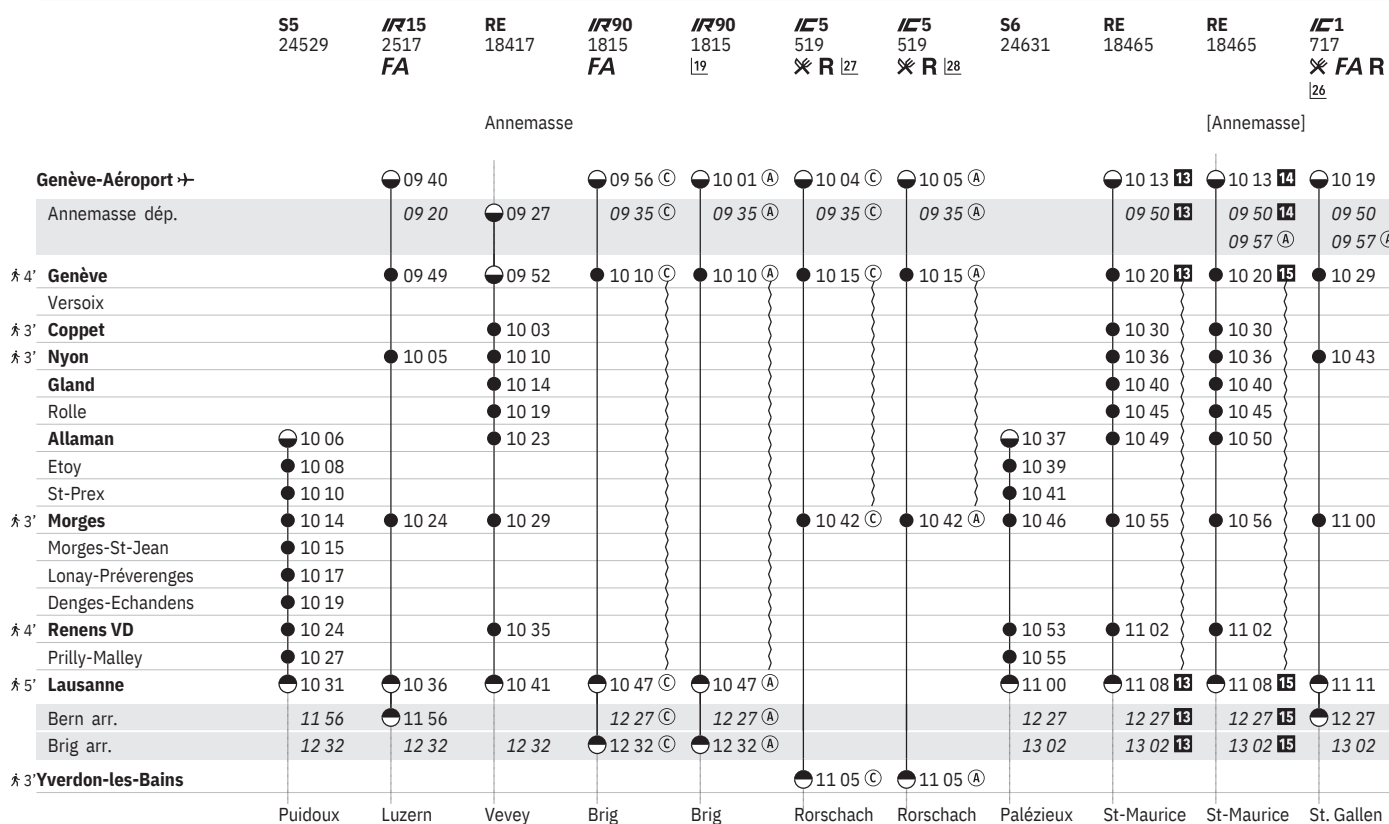 S5 IR15 RE IR90 IR90 IC5 IC5 S6 RE RE IC1
24529 2517 18417 1815 1815 519 519 24631 18465 18465 717
FA FA 19 R 27 R 28 FA R
26
Annemasse [Annemasse]
Genève-Aéroport 09 40 09 56 C 10 01 A 10 04 C 10 05 A 10 13 13 10 13 14 10 19
Annemasse dép. 09 20 09 27 09 35 C 09 35 A 09 35 C 09 35 A 09 50 13 09 50 14 09 50
09 57 A 09 57 A
4' Genève 09 49 09 52 10 10 C 10 10 A 10 15 C 10 15 A 10 20 13 10 20 15 10 29
Versoix
3' Coppet 10 03 10 30 10 30
3' Nyon 10 05 10 10 10 36 10 36 10 43
Gland 10 14 10 40 10 40
Rolle 10 19 10 45 10 45
Allaman 10 06 10 23 10 37 10 49 10 50
Etoy 10 08 10 39
St-Prex 10 10 10 41
3' Morges 10 14 10 24 10 29 10 42 C 10 42 A 10 46 10 55 10 56 11 00
Morges-St-Jean 10 15
Lonay-Préverenges 10 17
Denges-Echandens 10 19
4' Renens VD 10 24 10 35 10 53 11 02 11 02
Prilly-Malley 10 27 10 55
5' Lausanne 10 31 10 36 10 41 10 47 C 10 47 A 11 00 11 08 13 11 08 15 11 11
Bern arr. 11 56 11 56 12 27 C 12 27 A 12 27 12 27 13 12 27 15 12 27
Brig arr. 12 32 12 32 12 32 12 32 C 12 32 A 13 02 13 02 13 13 02 15 13 02
3' Yverdon-les-Bains 11 05 C 11 05 A
Puidoux Luzern Vevey Brig Brig Rorschach Rorschach Palézieux St-Maurice St-Maurice St. Gallen